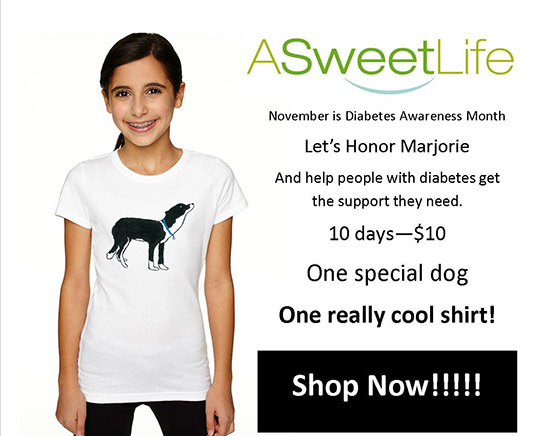 ASweetLife
November is Diabetes Awareness Month
Let's Honor Marjorie
And help people with diabetes get
the support they need.
10 days—$10
One special dog
One really cool shirt!
Shop Now!!!!!